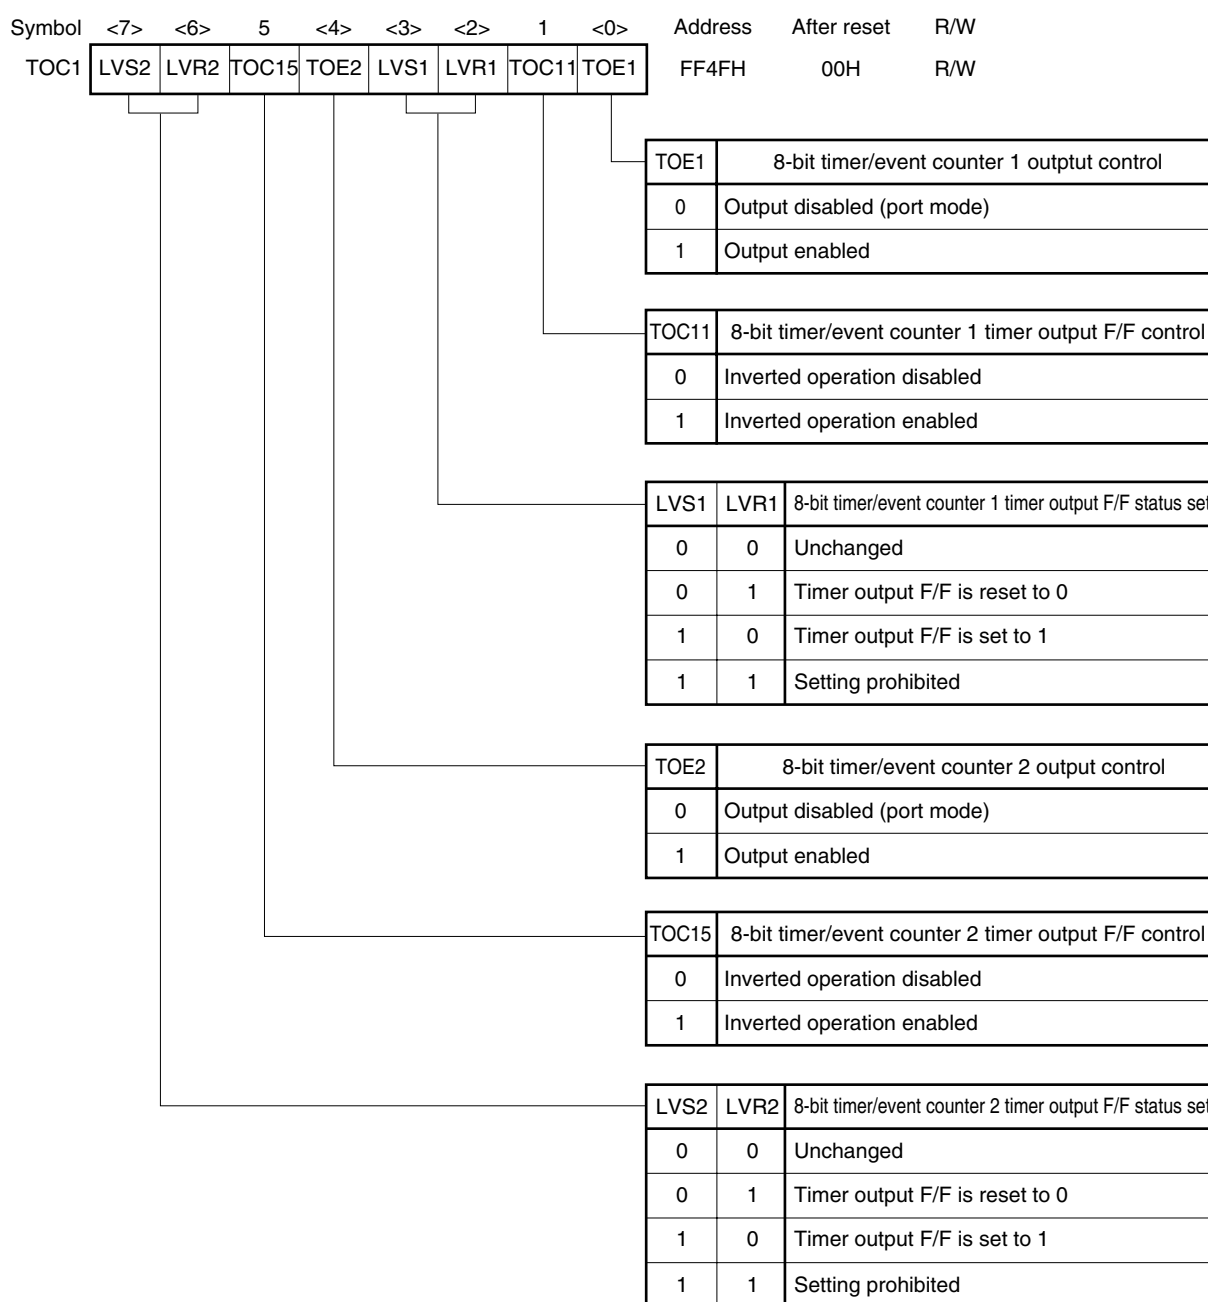 Symbol <7> <6> 5 <4> <3> <2> 1 <0> Address After reset R/W
TOC1 LVS2 LVR2 TOC15 TOE2 LVS1 LVR1 TOC11 TOE1 FF4FH 00H R/W
TOE1 8-bit timer/event counter 1 outptut control
0 Output disabled (port mode)
1 Output enabled
TOC11 8-bit timer/event counter 1 timer output F/F control
0 Inverted operation disabled
1 Inverted operation enabled
LVS1 LVR1 8-bit timer/event counter 1 timer output F/F status set
0 0 Unchanged
0 1 Timer output F/F is reset to 0
1 0 Timer output F/F is set to 1
1 1 Setting prohibited
TOE2 8-bit timer/event counter 2 output control
0 Output disabled (port mode)
1 Output enabled
TOC15 8-bit timer/event counter 2 timer output F/F control
0 Inverted operation disabled
1 Inverted operation enabled
LVS2 LVR2 8-bit timer/event counter 2 timer output F/F status set
0 0 Unchanged
0 1 Timer output F/F is reset to 0
1 0 Timer output F/F is set to 1
1 1 Setting prohibited